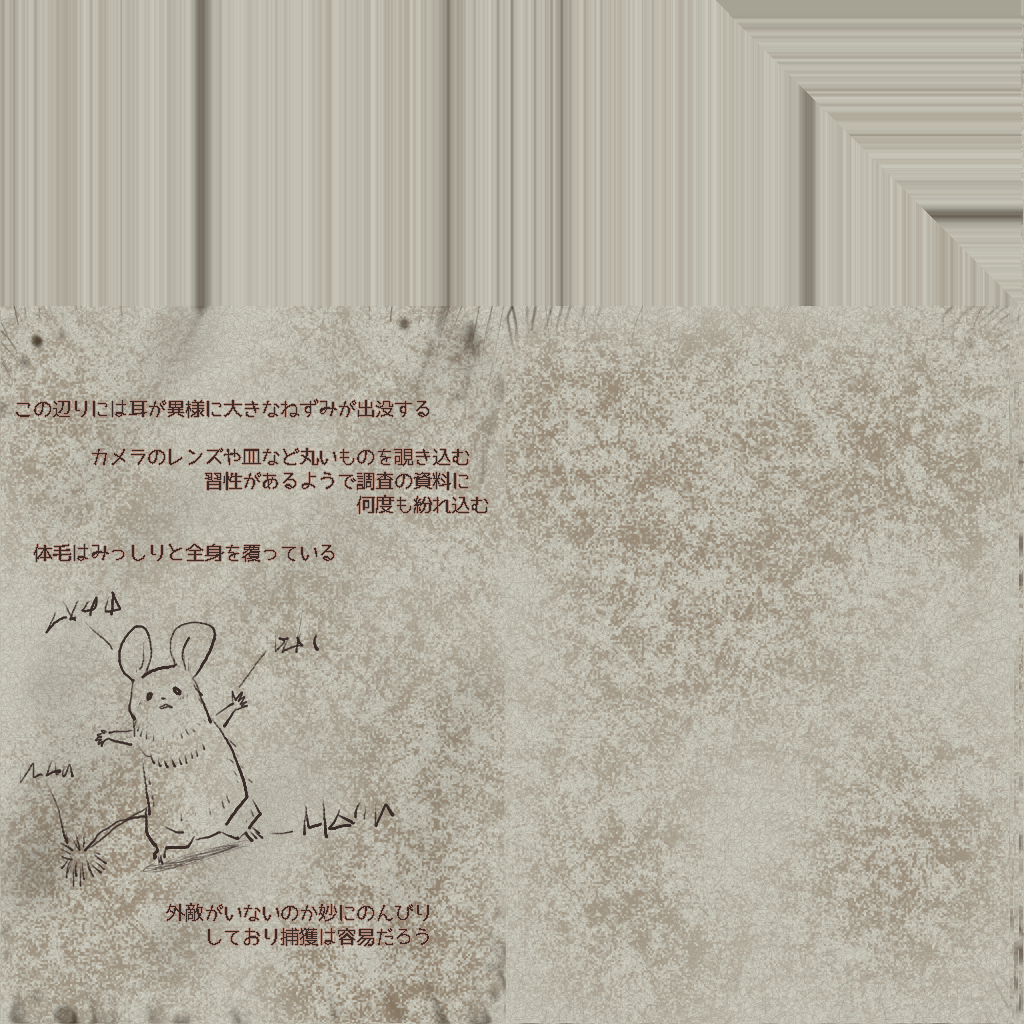 この辺りには耳が異様に大きなねずみが出没する
カメラのレンズや皿など丸いものを覗き込む
習性があるようで調査の資料に
何度も紛れ込む
体毛はみっしりと全身を覆っている
外敵がいないのか妙にのんびり
しており捕獲は容易だろう